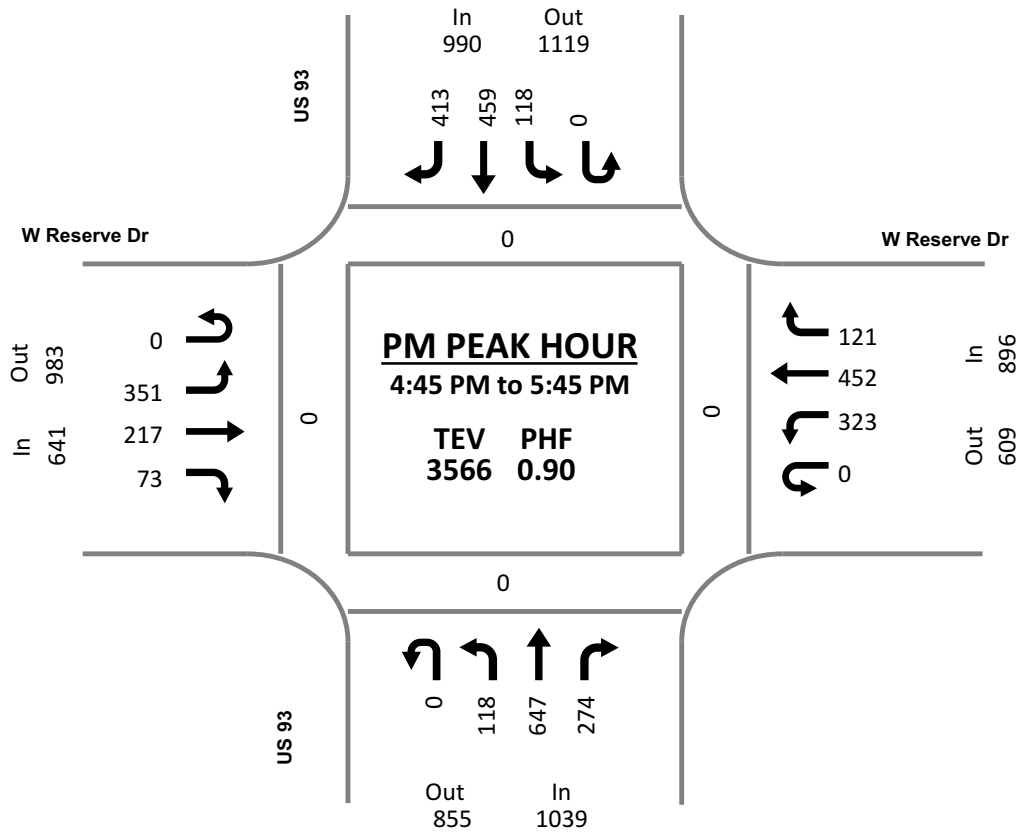 In Out
990 1119
US 93
413 459 118 0
W Reserve Dr
0
W Reserve Dr
Out 983
In 641
0
351
217
73
0
PM PEAK HOUR
4:45 PM to 5:45 PM
TEV PHF
3566 0.90
0
121
452
323
0
In 896
Out 609
0
0 118 647 274
US 93
Out In
855 1039